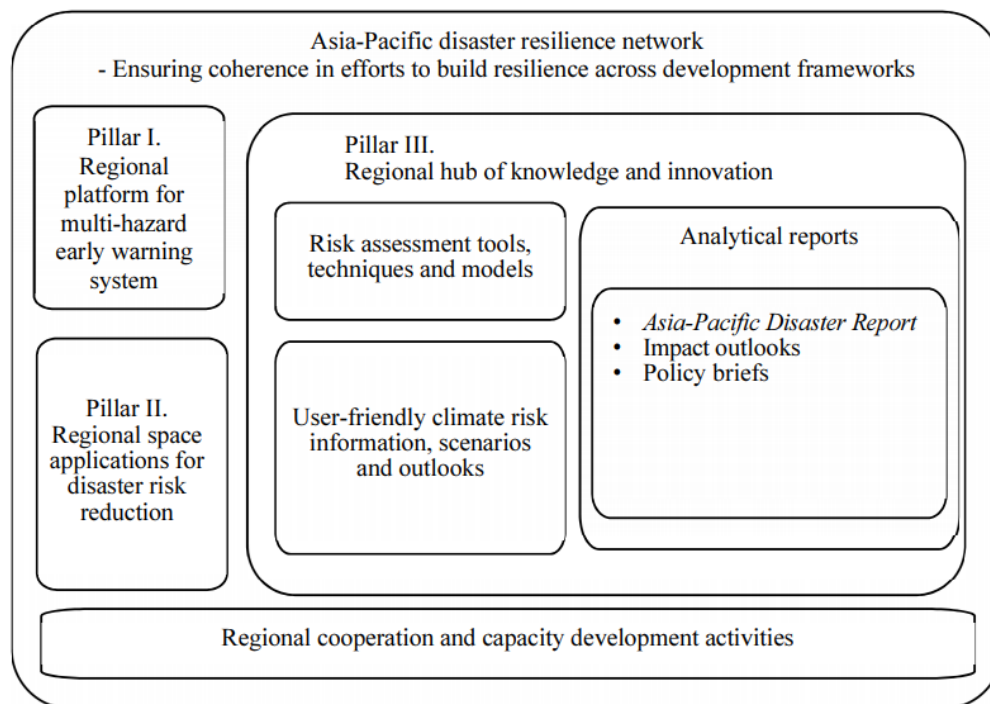 Asia-Pacific disaster resilience network
- Ensuring coherence in efforts to build resilience across development frameworks
Pillar I.
Regional
platform for
multi-hazard
early warning
system
Pillar II.
Regional space
applications for
disaster risk
reduction
Pillar III.
Regional hub of knowledge and innovation
Risk assessment tools,
techniques and models
User-friendly climate risk
information, scenarios
and outlooks
Analytical reports
• Asia-Pacific Disaster Report
• Impact outlooks
• Policy briefs
Regional cooperation and capacity development activities